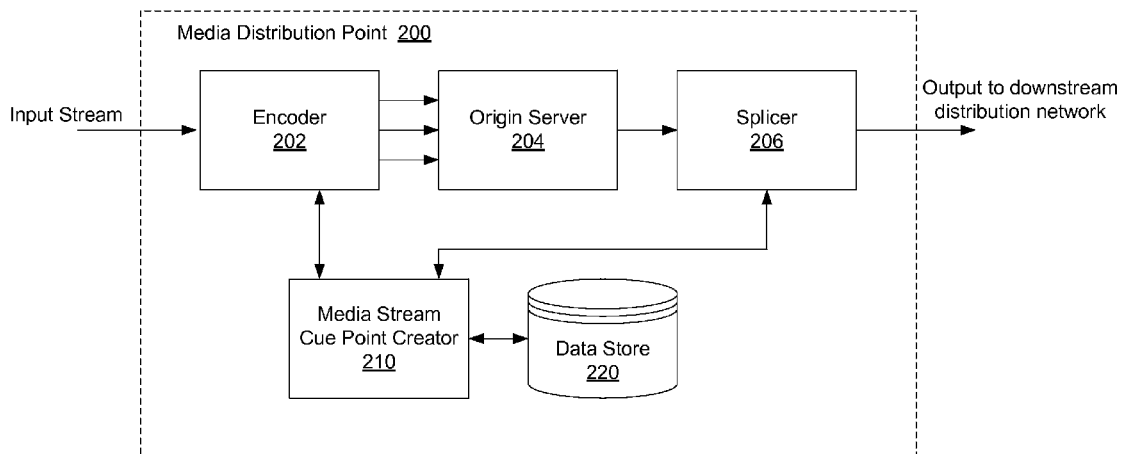 Media Distribution Point 200
Input Stream
Encoder
202
Origin Server
204
Splicer
206
Output to downstream
distribution network
Media Stream
Cue Point Creator
210
Data Store
220